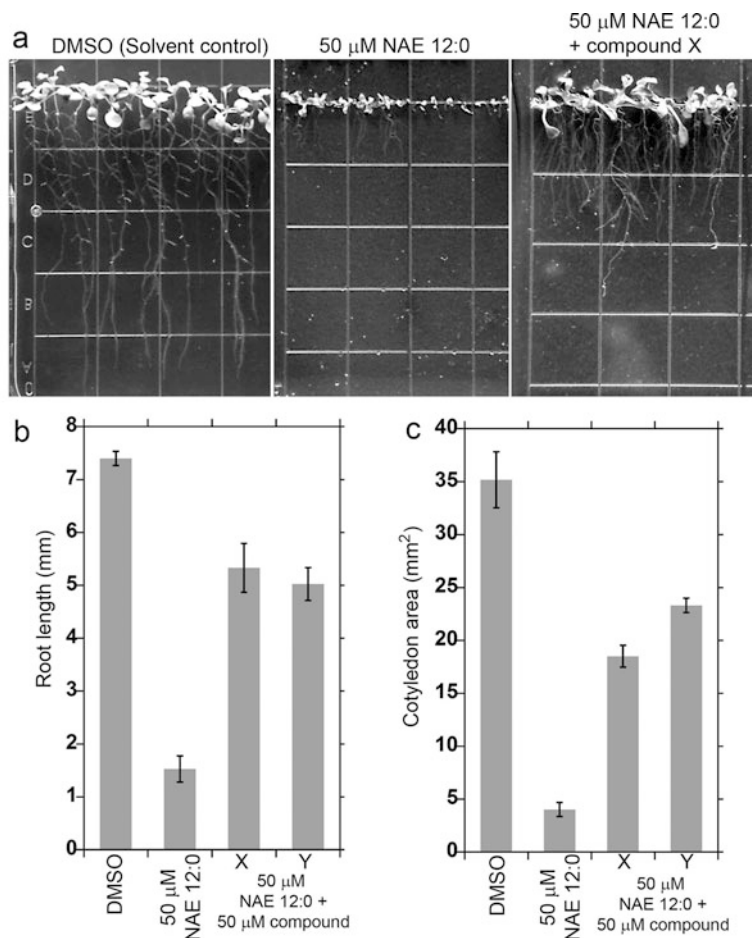 a
DMSO (Solvent control)
50 µM NAE 12:0
50 µM NAE 12:0
+ compound X
E
D
C
B
A
b
8
7
6
5
4
3
2
1
0
Root length (mm)
DMSO
50 µM
NAE 12:0
X
Y
50 µM
NAE 12:0 +
50 µM compound
c
40
35
30
25
20
15
10
5
0
Cotyledon area (mm²)
DMSO
50 µM
NAE 12:0
X
Y
50 µM
NAE 12:0 +
50 µM compound